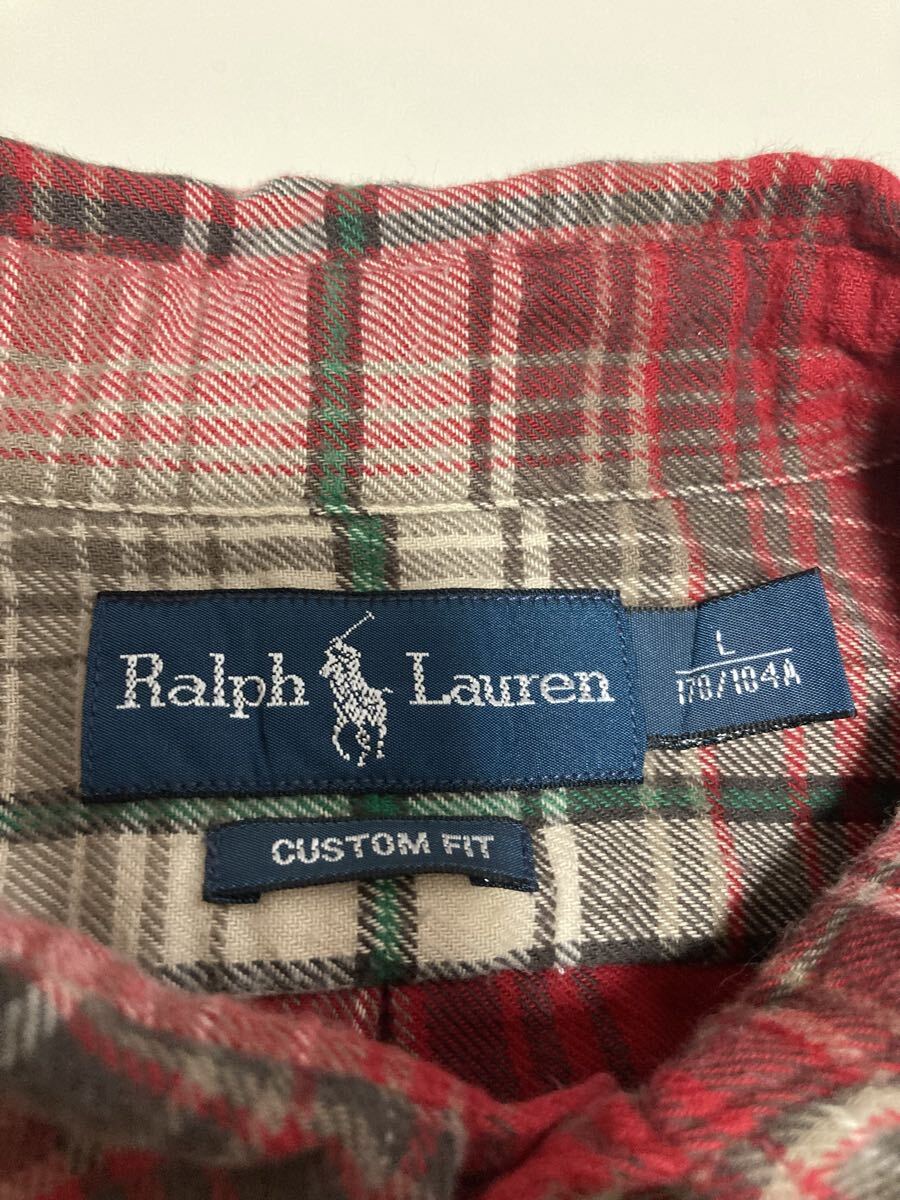 Ralph Lauren
L
170/104A
CUSTOM FIT